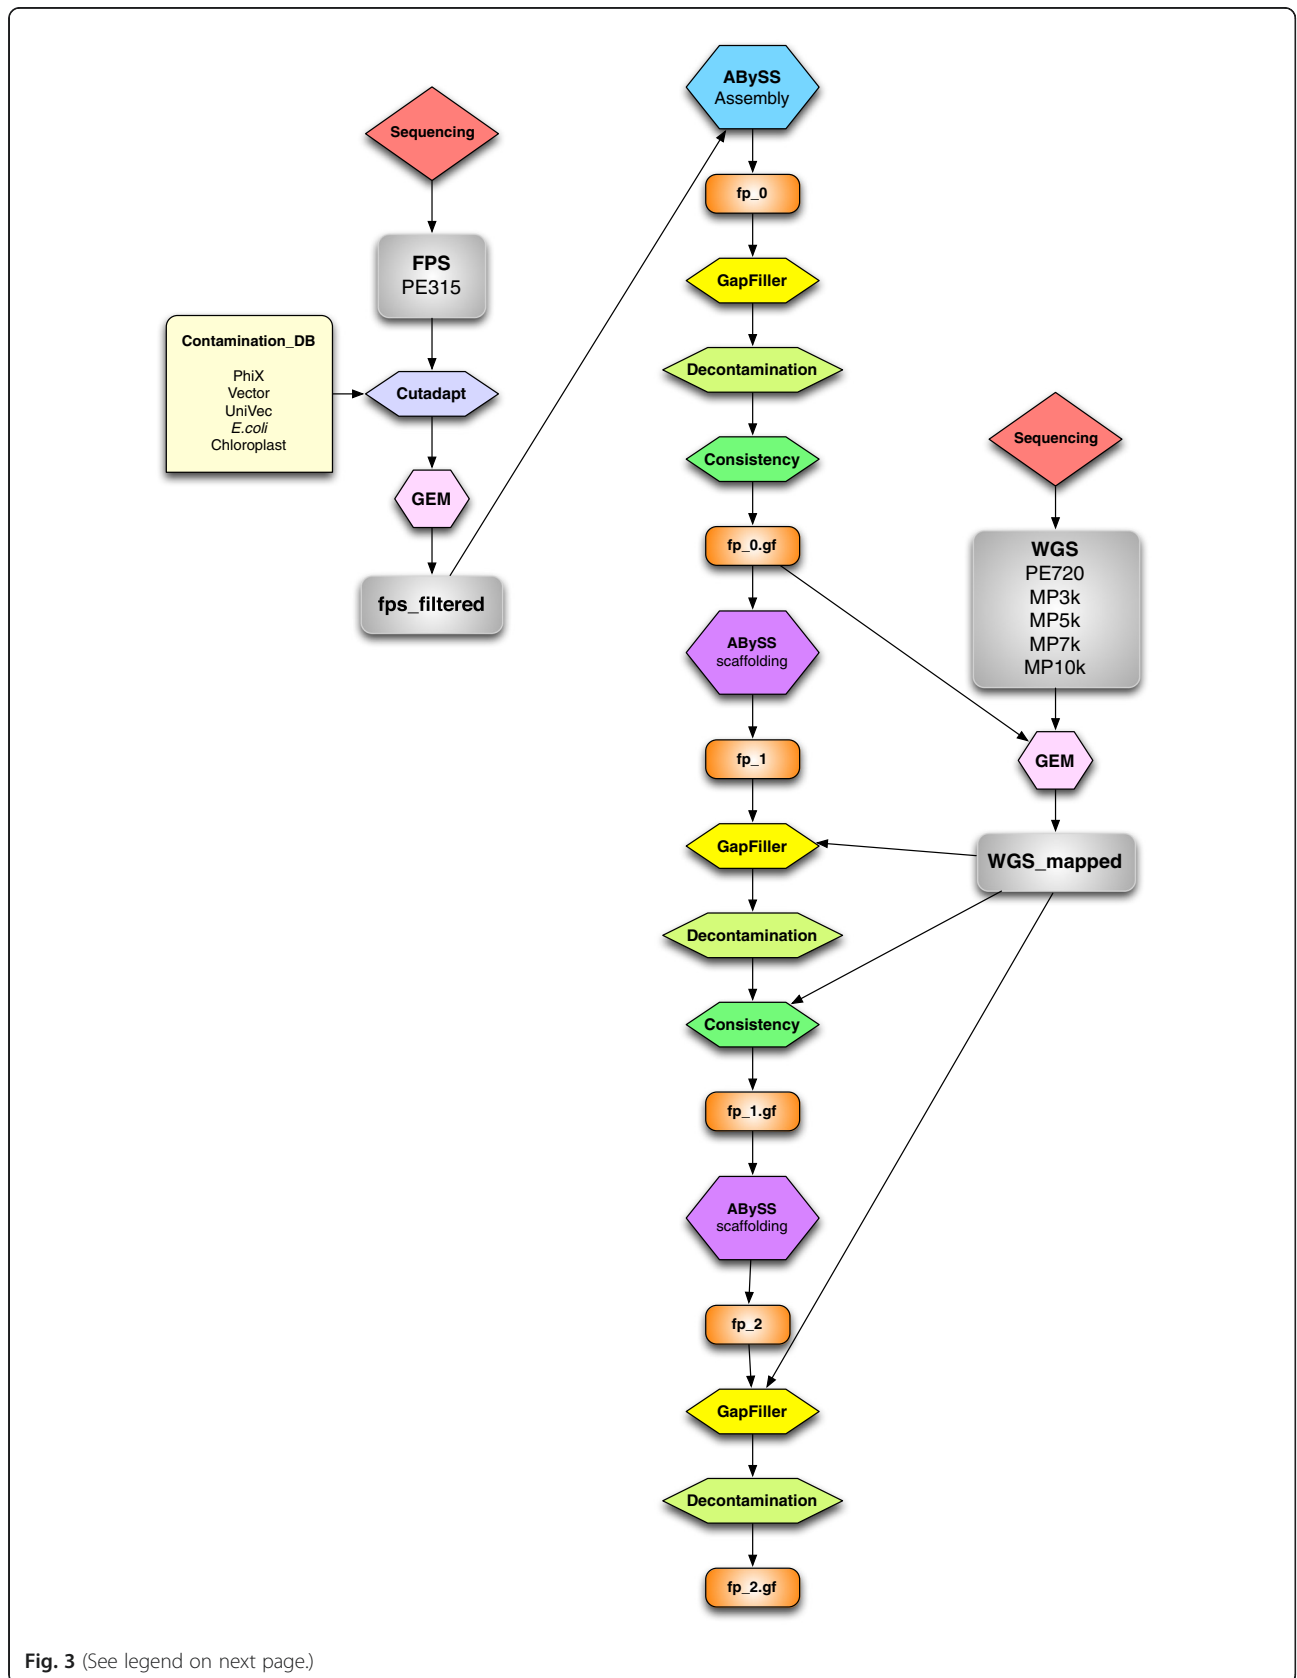 Sequencing
FPS
PE315
Contamination_DB
PhiX
Vector
UniVec
E.coli
Chloroplast
Cutadapt
GEM
fps_filtered
ABySS
Assembly
fp_0
GapFiller
Decontamination
Consistency
fp_0.gf
ABySS
scaffolding
fp_1
GapFiller
Decontamination
Consistency
fp_1.gf
ABySS
scaffolding
fp_2
GapFiller
Decontamination
fp_2.gf
Sequencing
WGS
PE720
MP3k
MP5k
MP7k
MP10k
GEM
WGS_mapped
Fig. 3 (See legend on next page.)